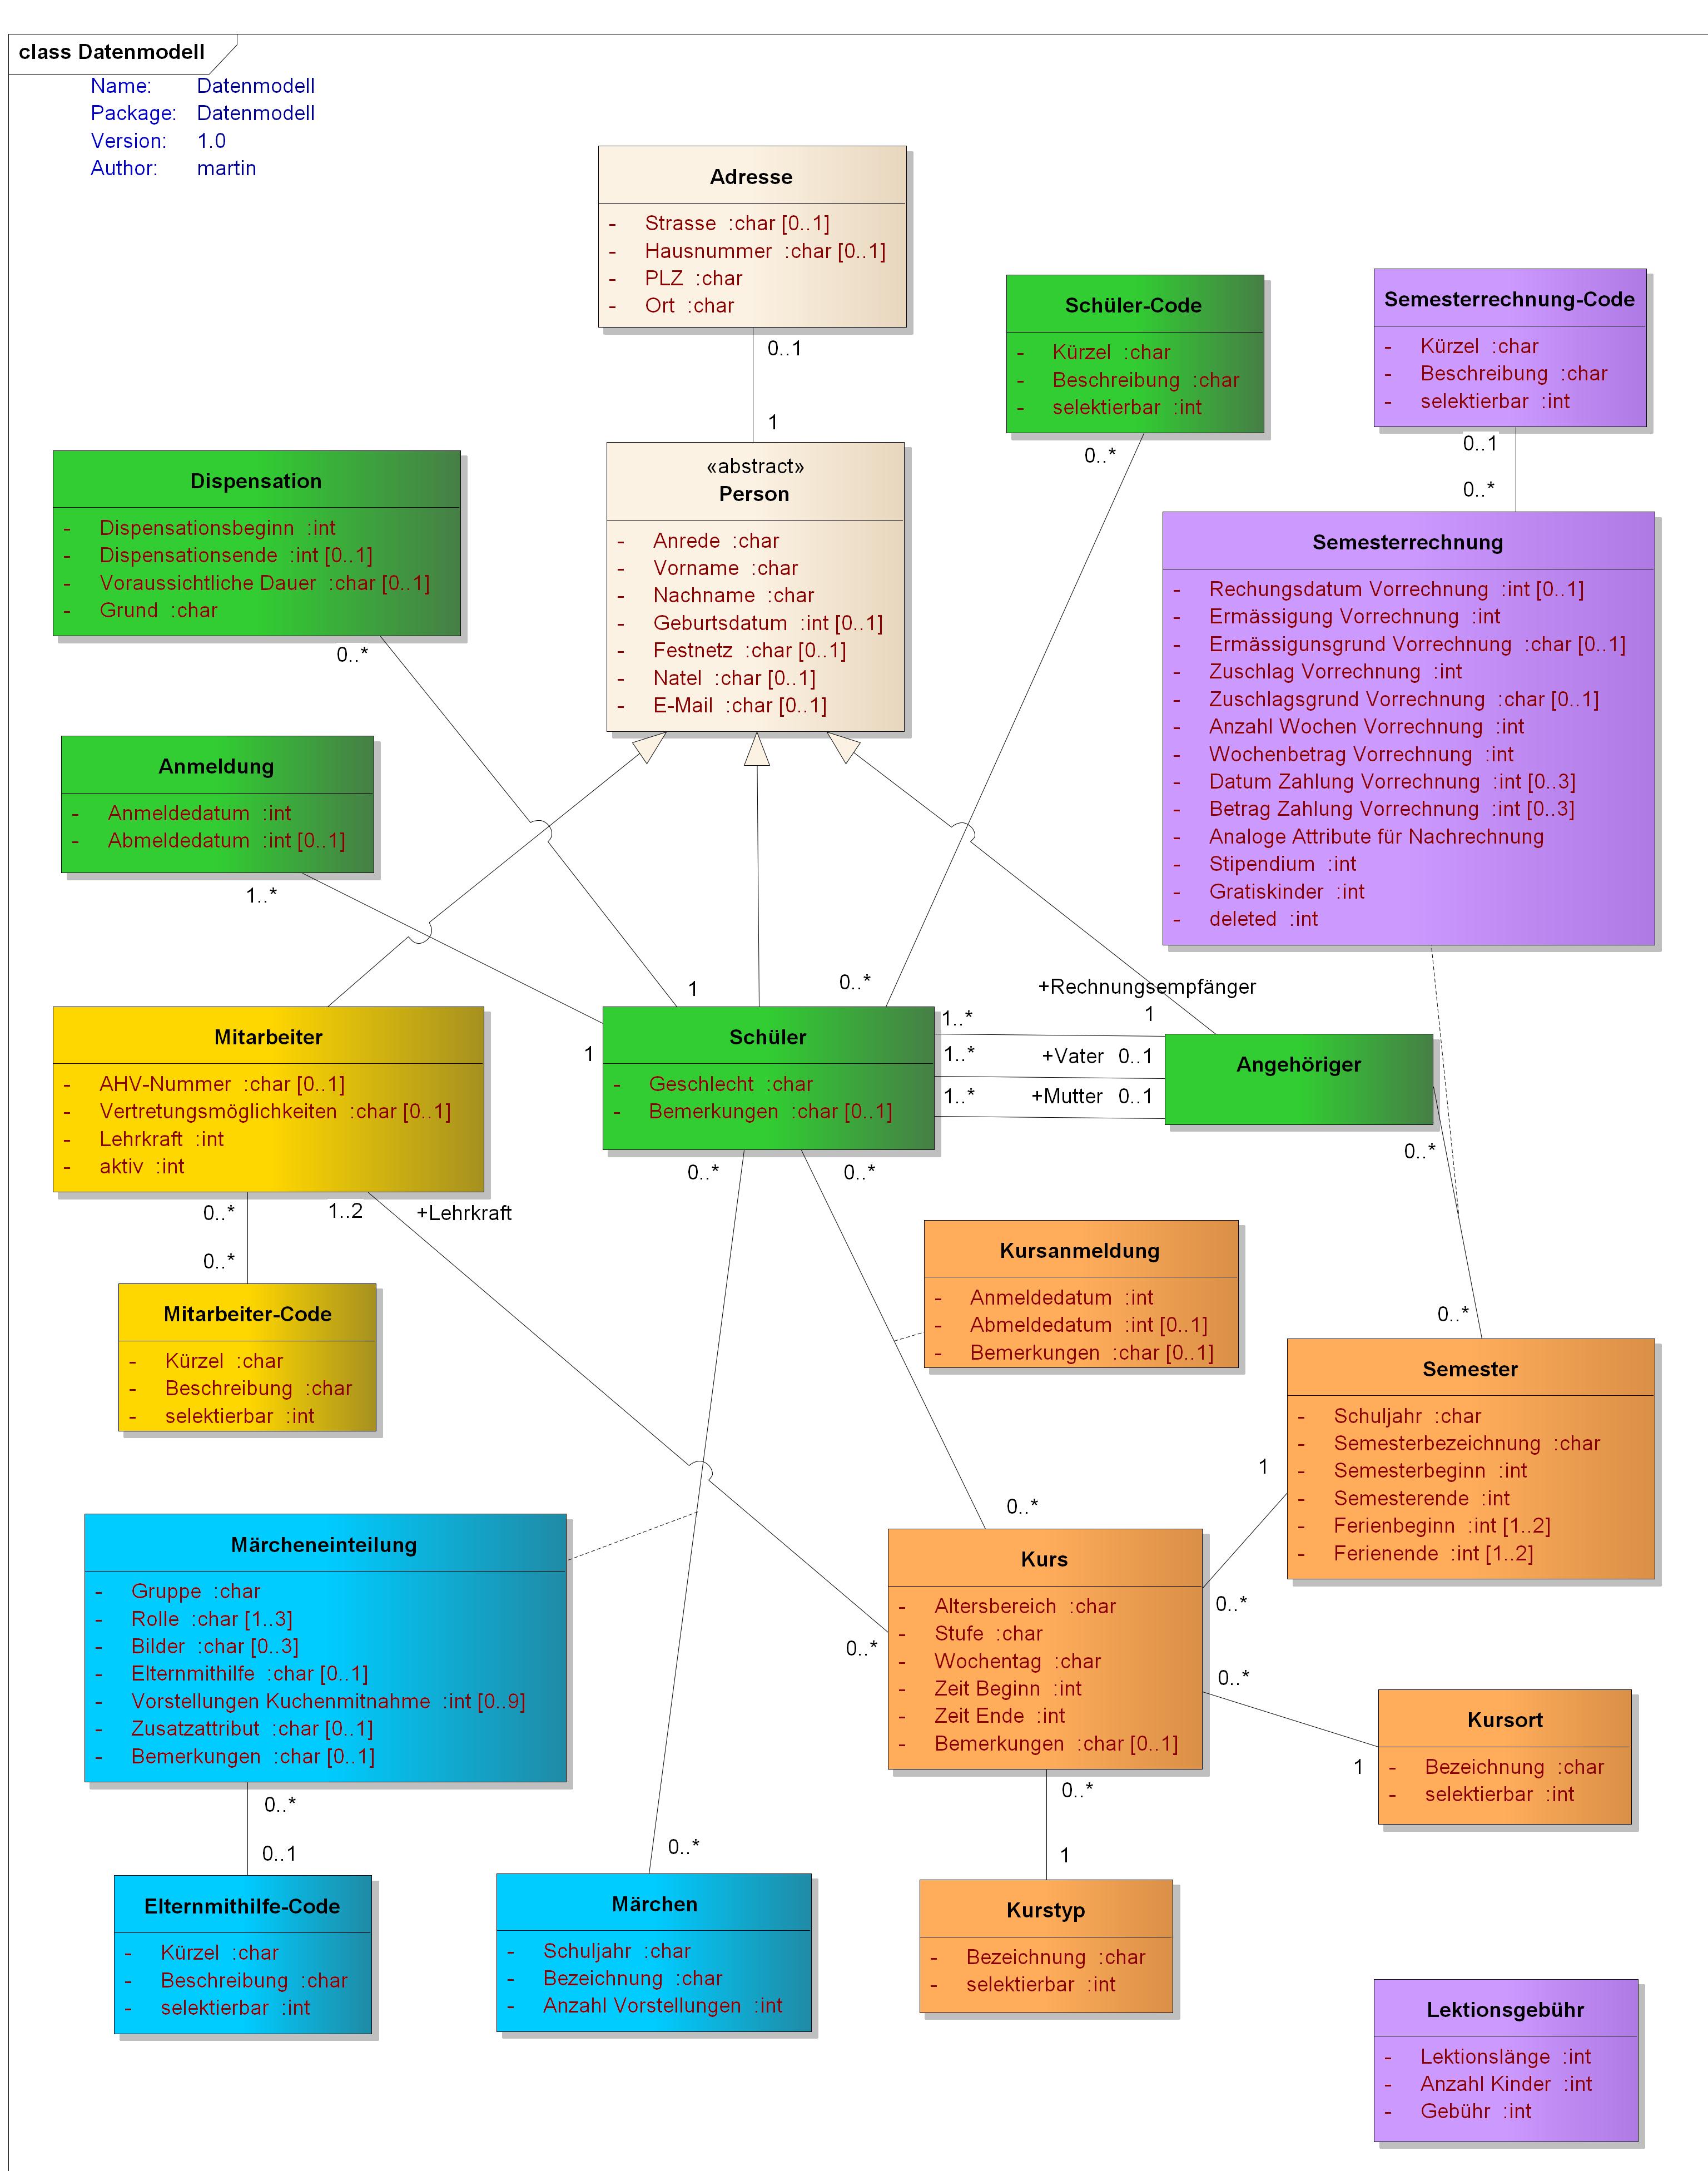 class Datenmodell
Name: Datenmodell
Package: Datenmodell
Version: 1.0
Author: martin
Adresse
- Strasse :char [0..1]
- Hausnummer :char [0..1]
- PLZ :char
- Ort :char
0..1
1
Schüler-Code
- Kürzel :char
- Beschreibung :char
- selektierbar :int
0..*
Semesterrechnung-Code
- Kürzel :char
- Beschreibung :char
- selektierbar :int
0..1
0..*
Dispensation
- Dispensationsbeginn :int
- Dispensationsende :int [0..1]
- Voraussichtliche Dauer :char [0..1]
- Grund :char
0..*
«abstract»
Person
- Anrede :char
- Vorname :char
- Nachname :char
- Geburtsdatum :int [0..1]
- Festnetz :char [0..1]
- Natel :char [0..1]
- E-Mail :char [0..1]
Semesterrechnung
- Rechungsdatum Vorrechnung :int [0..1]
- Ermässigung Vorrechnung :int
- Ermässigunsgrund Vorrechnung :char [0..1]
- Zuschlag Vorrechnung :int
- Zuschlagsgrund Vorrechnung :char [0..1]
- Anzahl Wochen Vorrechnung :int
- Wochenbetrag Vorrechnung :int
- Datum Zahlung Vorrechnung :int [0..3]
- Betrag Zahlung Vorrechnung :int [0..3]
- Analoge Attribute für Nachrechnung
- Stipendium :int
- Gratiskinder :int
- deleted :int
Anmeldung
- Anmeldedatum :int
- Abmeldedatum :int [0..1]
1..*
Mitarbeiter
- AHV-Nummer :char [0..1]
- Vertretungsmöglichkeiten :char [0..1]
- Lehrkraft :int
- aktiv :int
0..*
1..2
+Lehrkraft
0..*
1
0..*
1
Schüler
- Geschlecht :char
- Bemerkungen :char [0..1]
0..*
0..*
+Rechnungsempfänger
1..* 1
1..* +Vater 0..1
1..* +Mutter 0..1
Angehöriger
0..*
0..*
Mitarbeiter-Code
- Kürzel :char
- Beschreibung :char
- selektierbar :int
Kursanmeldung
- Anmeldedatum :int
- Abmeldedatum :int [0..1]
- Bemerkungen :char [0..1]
Semester
- Schuljahr :char
- Semesterbezeichnung :char
- Semesterbeginn :int
- Semesterende :int
- Ferienbeginn :int [1..2]
- Ferienende :int [1..2]
1
0..*
Märcheneinteilung
- Gruppe :char
- Rolle :char [1..3]
- Bilder :char [0..3]
- Elternmithilfe :char [0..1]
- Vorstellungen Kuchenmitnahme :int [0..9]
- Zusatzattribut :char [0..1]
- Bemerkungen :char [0..1]
0..*
0..1
0..*
0..*
Kurs
- Altersbereich :char
- Stufe :char
- Wochentag :char
- Zeit Beginn :int
- Zeit Ende :int
- Bemerkungen :char [0..1]
0..*
1
0..*
1
Kursort
- Bezeichnung :char
- selektierbar :int
Elternmithilfe-Code
- Kürzel :char
- Beschreibung :char
- selektierbar :int
0..*
Märchen
- Schuljahr :char
- Bezeichnung :char
- Anzahl Vorstellungen :int
Kurstyp
- Bezeichnung :char
- selektierbar :int
Lektionsgebühr
- Lektionslänge :int
- Anzahl Kinder :int
- Gebühr :int